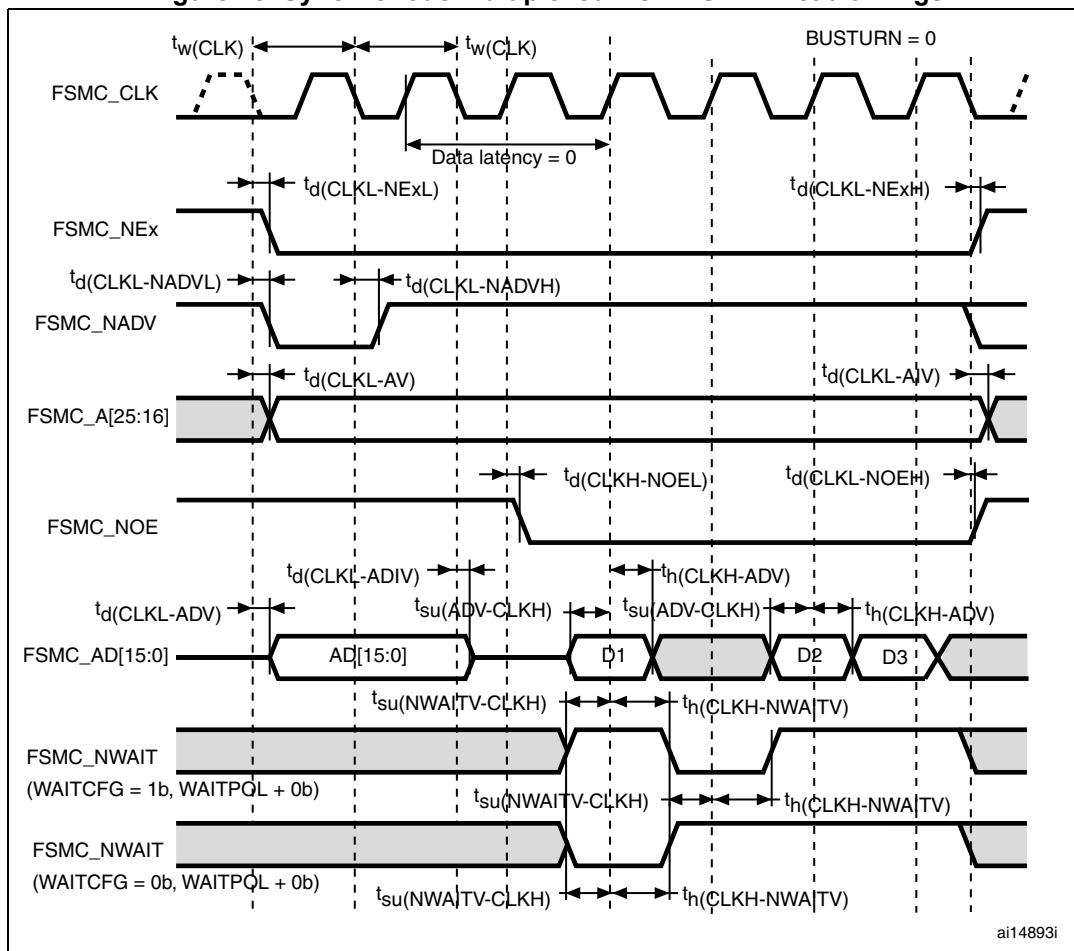 BUSTURN = 0
tw(CLK) tw(CLK)
FSMC_CLK
Data latency = 0
td(CLKL-NExL) td(CLKL-NExH)
FSMC_NEx
td(CLKL-NADVL) td(CLKL-NADVH)
FSMC_NADV
td(CLKL-AV) td(CLKL-AIV)
FSMC_A[25:16]
td(CLKH-NOEL) td(CLKL-NOEH)
FSMC_NOE
td(CLKL-ADIV) th(CLKH-ADV)
td(CLKL-ADV) tsu(ADV-CLKH) tsu(ADV-CLKH) th(CLKH-ADV)
FSMC_AD[15:0] AD[15:0] D1 D2 D3
tsu(NWAITV-CLKH) th(CLKH-NWAITV)
FSMC_NWAIT
(WAITCFG = 1b, WAITPOL + 0b)
tsu(NWAITV-CLKH) th(CLKH-NWAITV)
FSMC_NWAIT
(WAITCFG = 0b, WAITPOL + 0b)
tsu(NWAITV-CLKH) th(CLKH-NWAITV)
ai14893i